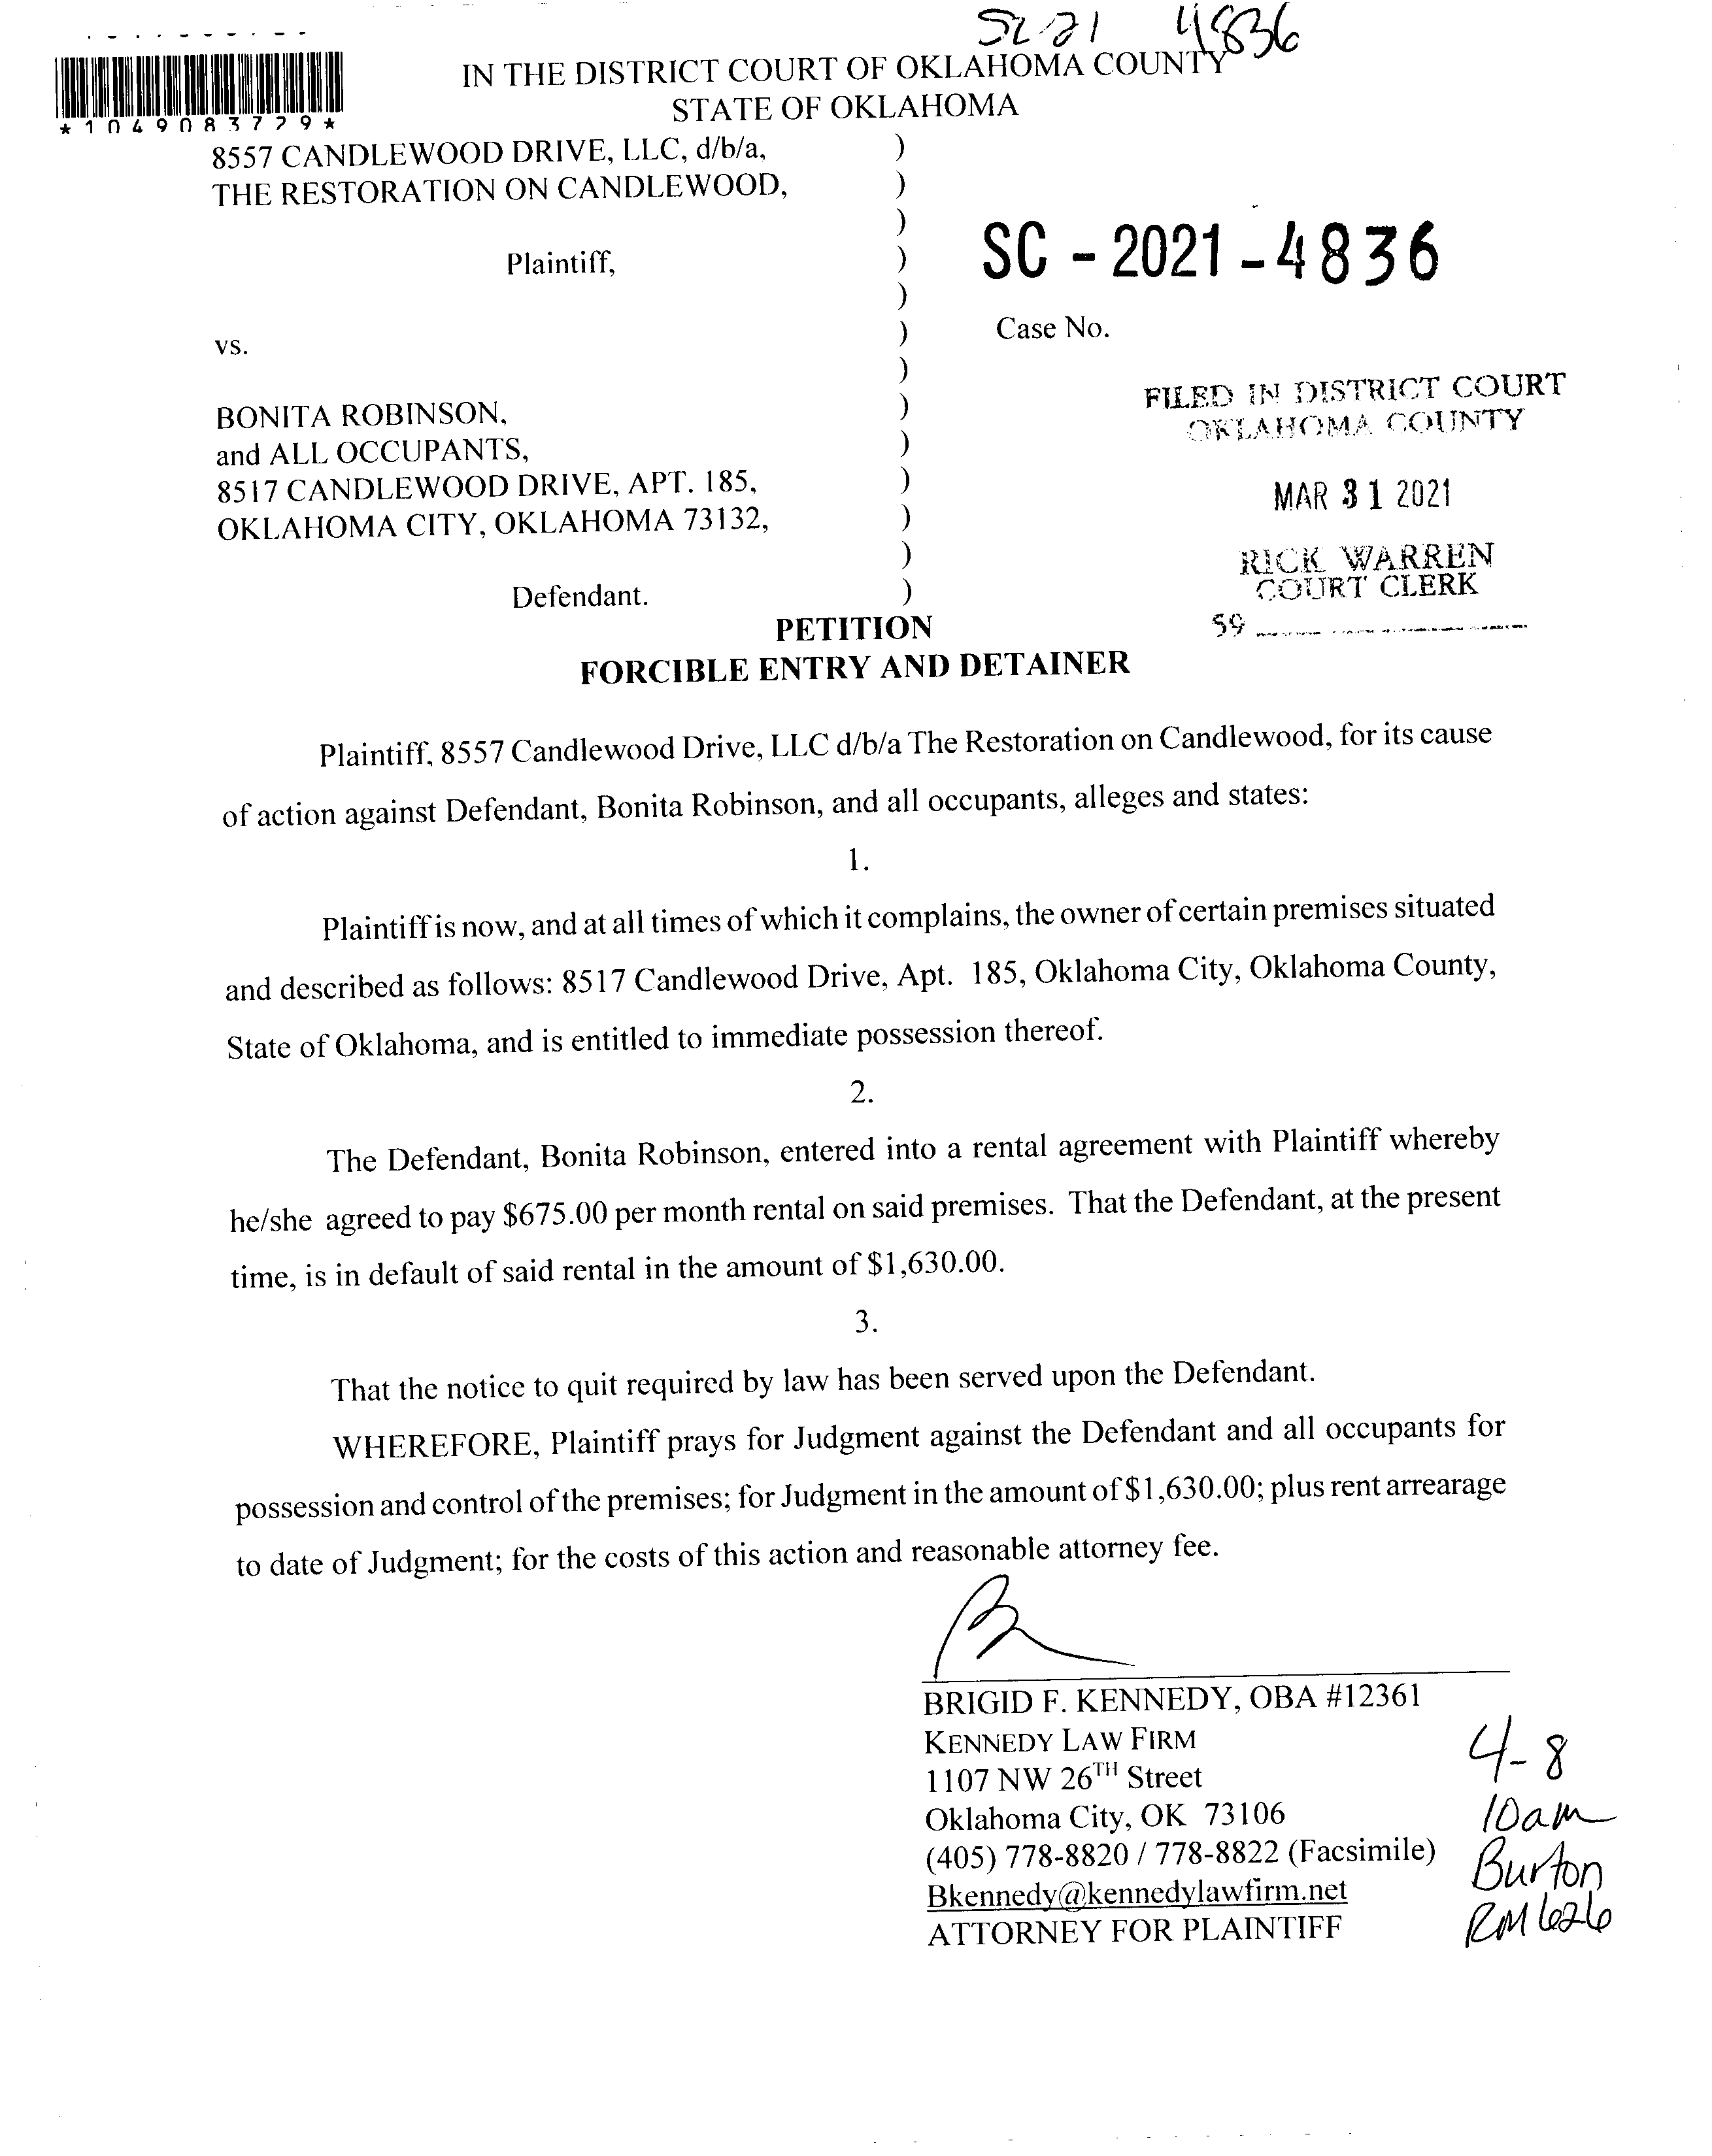 SC 21 4836
IN THE DISTRICT COURT OF OKLAHOMA COUNTY
STATE OF OKLAHOMA
*1049083779*
8557 CANDLEWOOD DRIVE, LLC, d/b/a, )
THE RESTORATION ON CANDLEWOOD, )
)
Plaintiff, )
SC - 2021 - 4836
)
vs. )
Case No.
)
BONITA ROBINSON, )
and ALL OCCUPANTS, )
8517 CANDLEWOOD DRIVE, APT. 185, )
OKLAHOMA CITY, OKLAHOMA 73132, )
)
Defendant. )
FILED IN DISTRICT COURT
OKLAHOMA COUNTY
MAR 31 2021
RICK WARREN
COURT CLERK
59
PETITION
FORCIBLE ENTRY AND DETAINER
Plaintiff, 8557 Candlewood Drive, LLC d/b/a The Restoration on Candlewood, for its cause
of action against Defendant, Bonita Robinson, and all occupants, alleges and states:
1.
Plaintiff is now, and at all times of which it complains, the owner of certain premises situated
and described as follows: 8517 Candlewood Drive, Apt. 185, Oklahoma City, Oklahoma County,
State of Oklahoma, and is entitled to immediate possession thereof.
2.
The Defendant, Bonita Robinson, entered into a rental agreement with Plaintiff whereby
he/she agreed to pay $675.00 per month rental on said premises. That the Defendant, at the present
time, is in default of said rental in the amount of $1,630.00.
3.
That the notice to quit required by law has been served upon the Defendant.
WHEREFORE, Plaintiff prays for Judgment against the Defendant and all occupants for
possession and control of the premises; for Judgment in the amount of $1,630.00; plus rent arrearage
to date of Judgment; for the costs of this action and reasonable attorney fee.
BRIGID F. KENNEDY, OBA #12361
KENNEDY LAW FIRM
1107 NW 26TH Street
Oklahoma City, OK 73106
(405) 778-8820 / 778-8822 (Facsimile)
Bkennedy@kennedylawfirm.net
ATTORNEY FOR PLAINTIFF
4-8
10am
Burton
RM 626